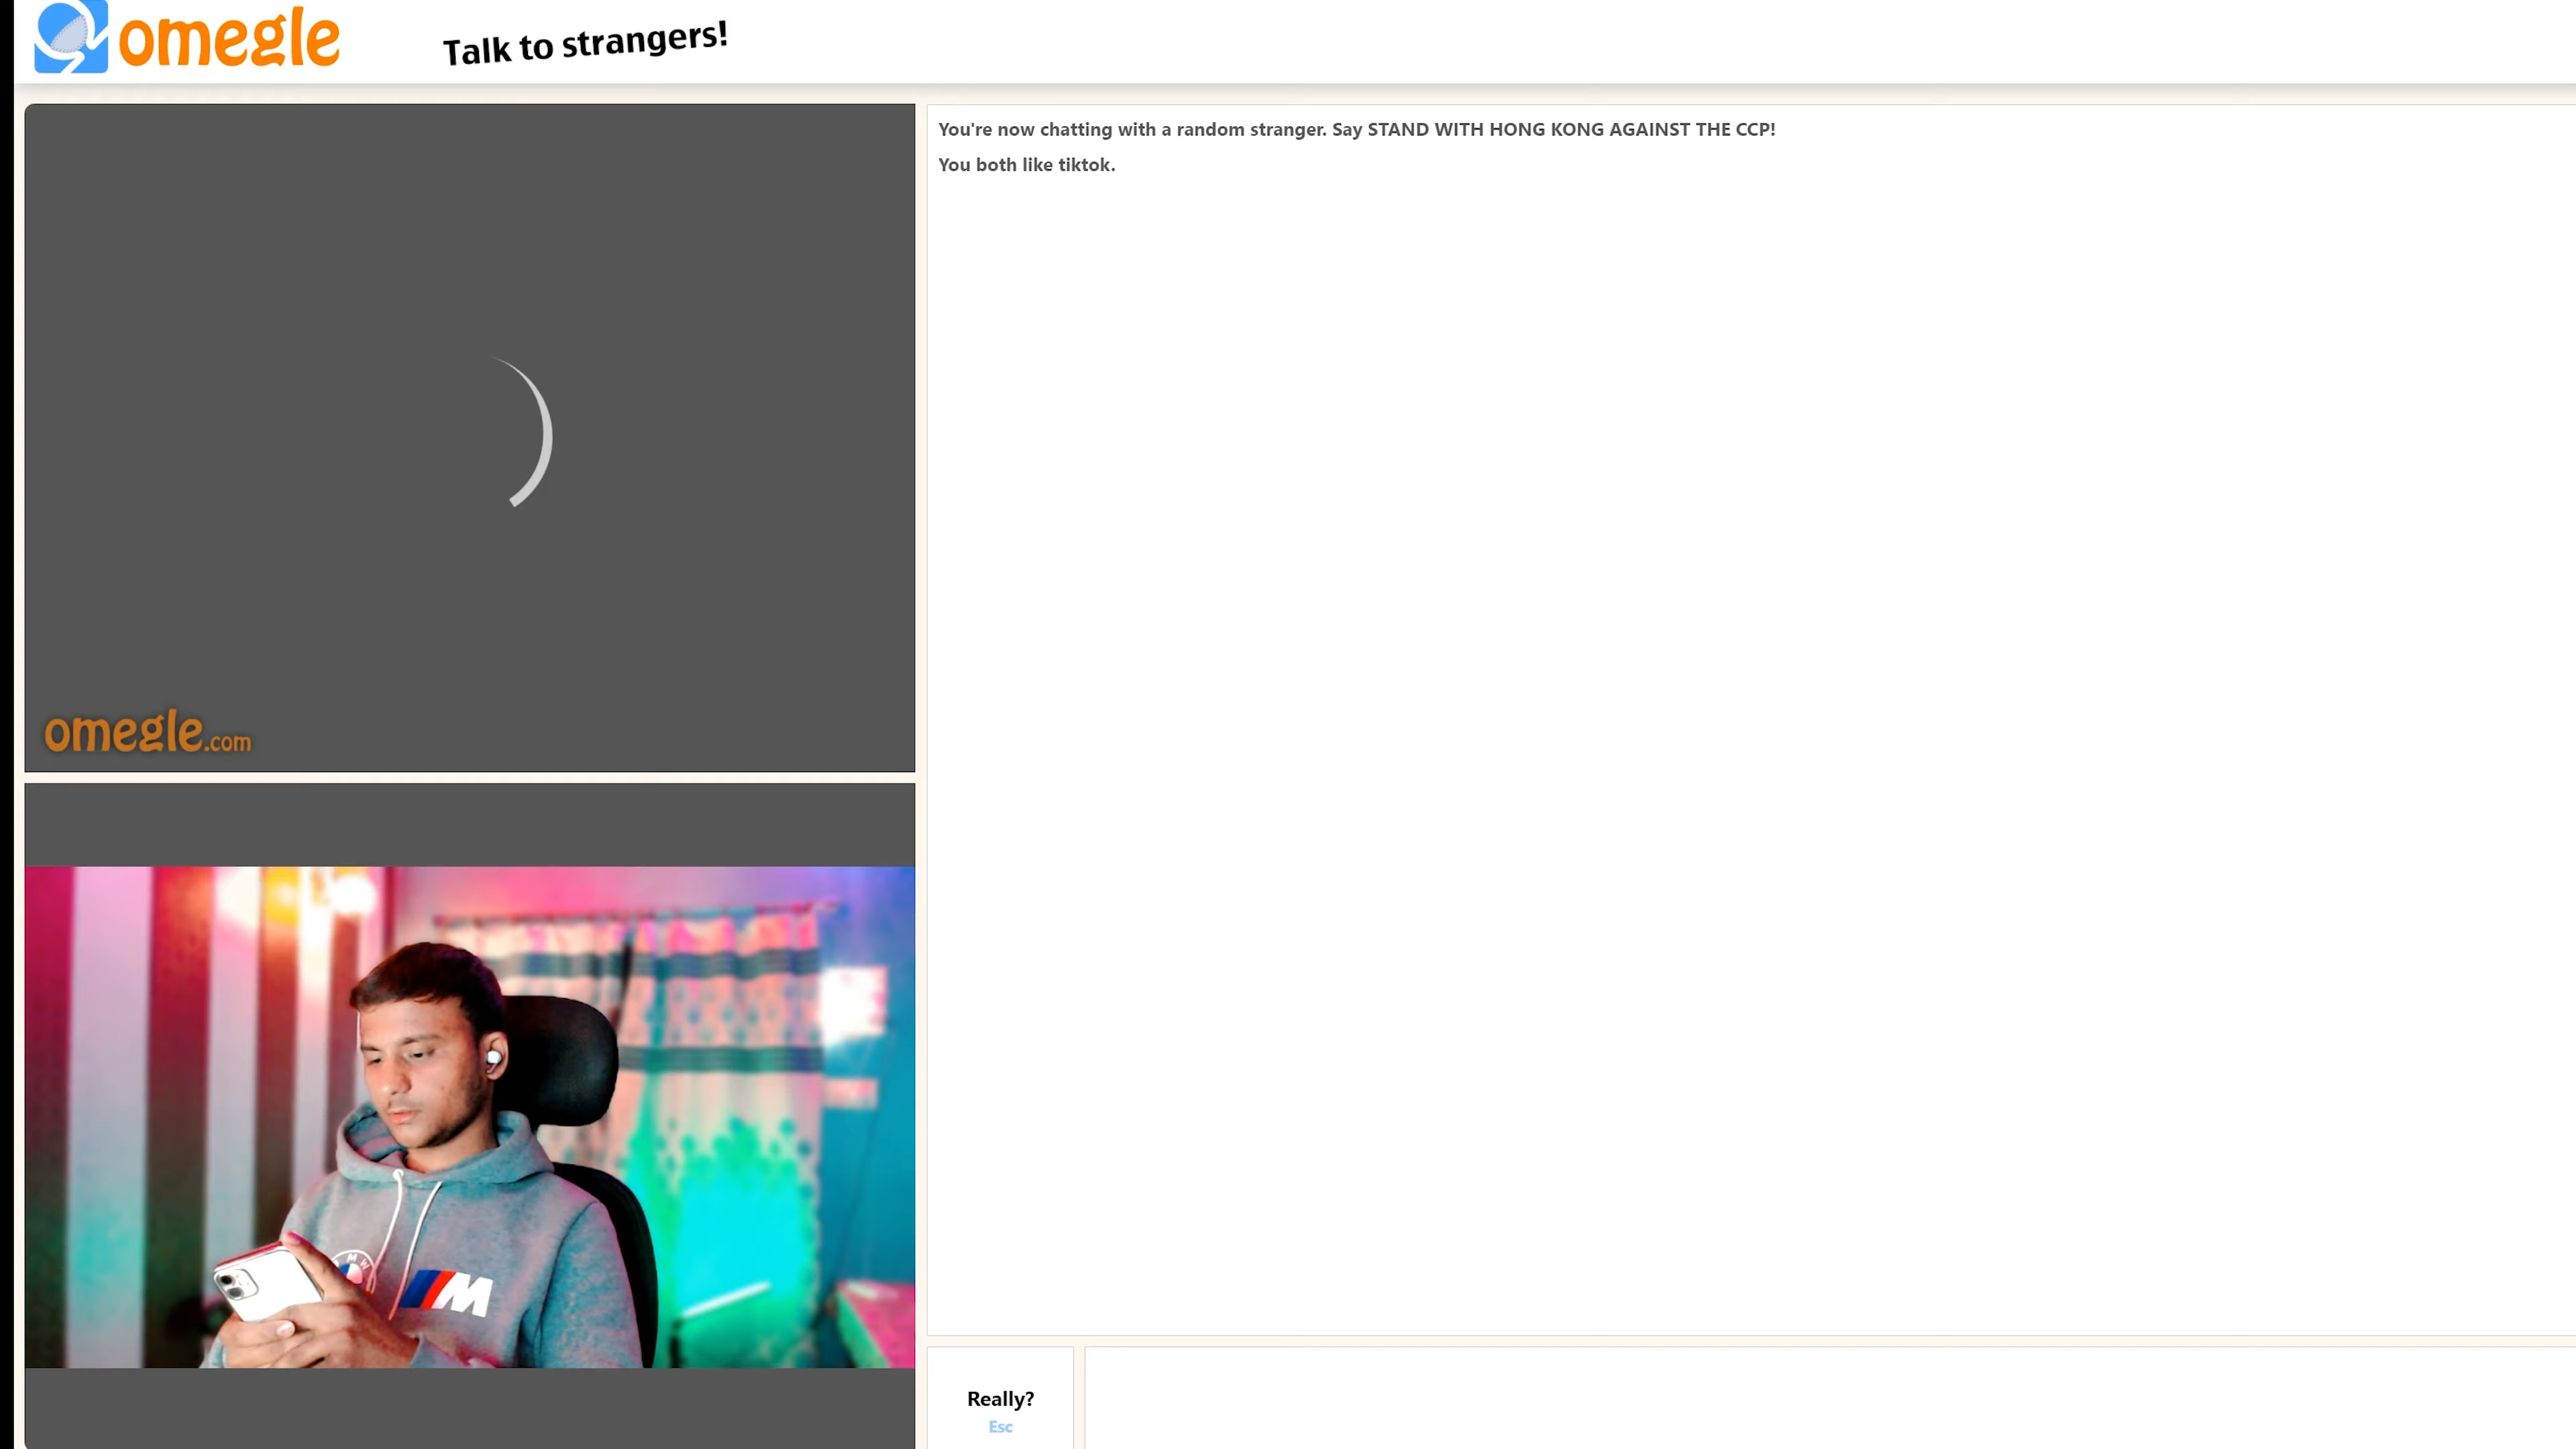 omegle
Talk to strangers!
You're now chatting with a random stranger. Say STAND WITH HONG KONG AGAINST THE CCP!
You both like tiktok.
omegle.com
M W
M
Really?
Esc